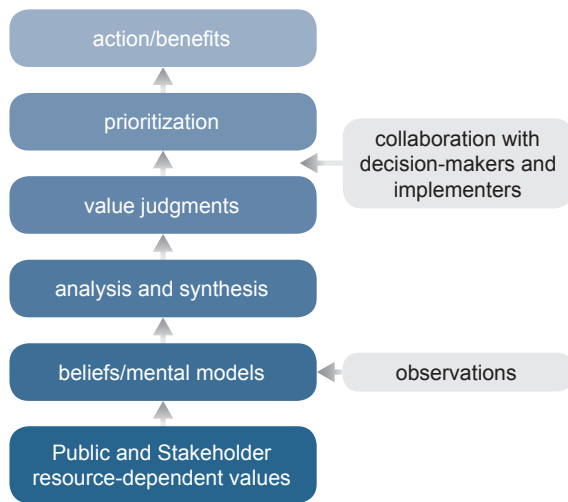 action/benefits
prioritization
collaboration with
decision-makers and
implementers
value judgments
analysis and synthesis
beliefs/mental models
observations
Public and Stakeholder
resource-dependent values